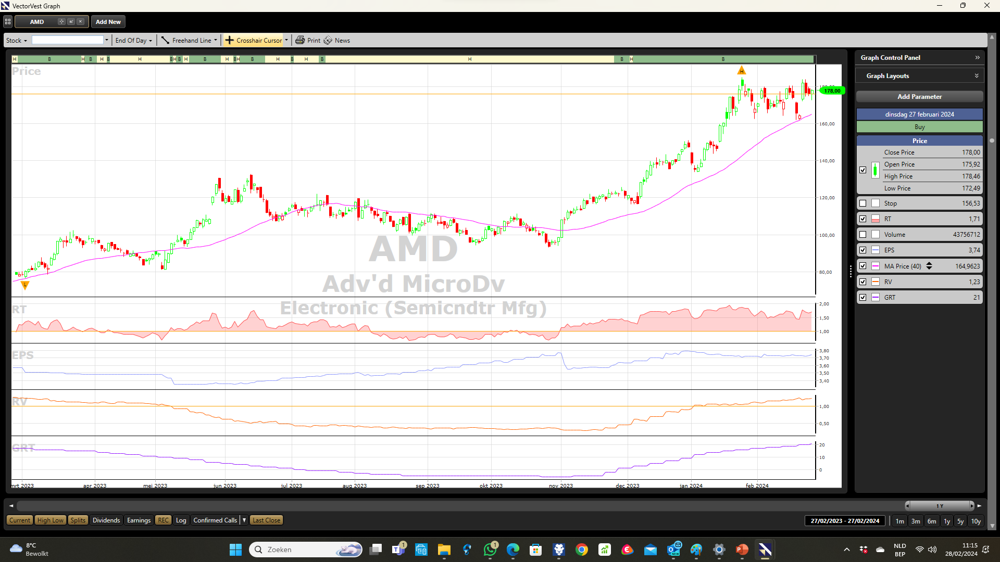 VectorVest Graph
AMD
Add New
Stock
End Of Day
Freehand Line
Crosshair Cursor
Print
News
H B H B H B H B H B H B H B H B H B H B H B H B
Price
H
180,00
178,00
160,00
140,00
120,00
100,00
80,00
L
AMD
Adv'd MicroDv
Electronic (Semicndtr Mfg)
RT
2,00
1,50
1,00
EPS
3,80
3,70
3,60
3,50
3,40
RV
1,00
0,50
GRT
20
10
0
mrt 2023 apr 2023 mei 2023 jun 2023 jul 2023 aug 2023 sep 2023 okt 2023 nov 2023 dec 2023 jan 2024 feb 2024
Graph Control Panel
Graph Layouts
Add Parameter
dinsdag 27 februari 2024
Buy
Price
Close Price 178,00
Open Price 175,92
High Price 178,46
Low Price 172,49
Stop 156,53
RT 1,71
Volume 43756712
EPS 3,74
MA Price (40) 164,9623
RV 1,23
GRT 21
1 Y
Current High Low Splits Dividends Earnings REC Log Confirmed Calls Last Close
27/02/2023 - 27/02/2024 1m 3m 6m 1y 5y 10y
8°C
Bewolkt
Zoeken
1
1
NEW
NLD
BEP
11:15
28/02/2024